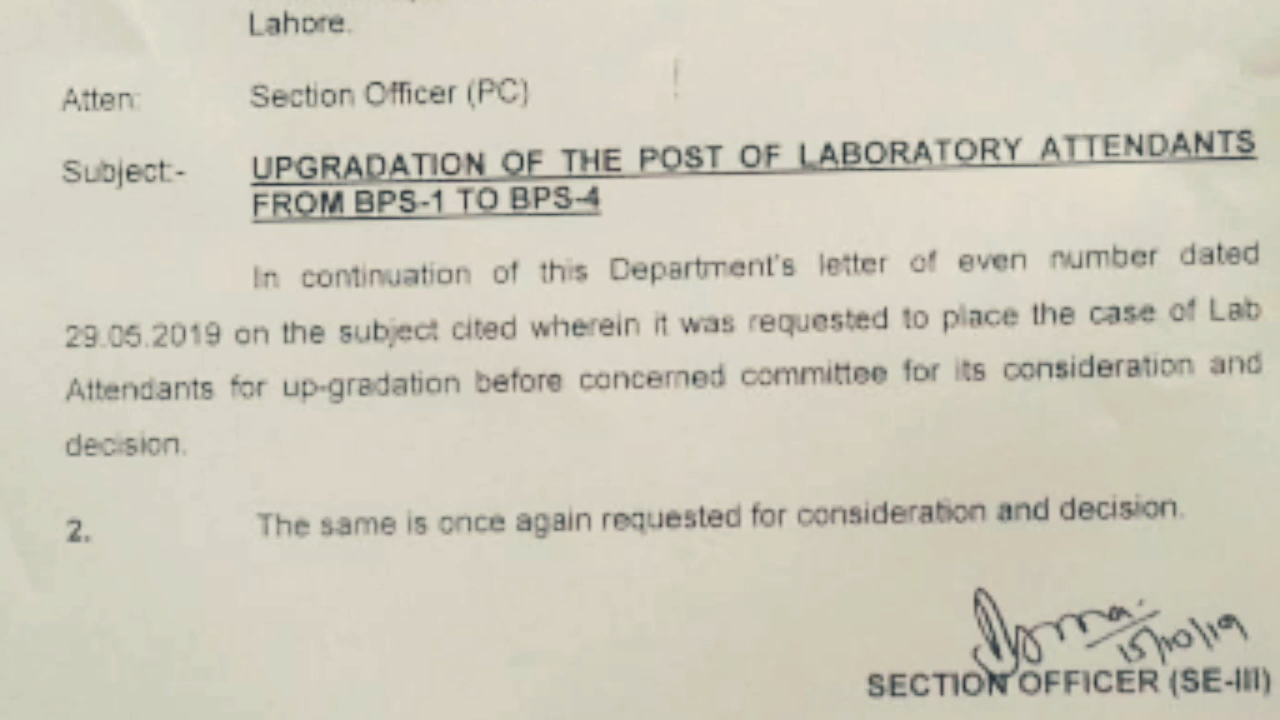 Lahore.
Atten: Section Officer (PC)
Subject:- UPGRADATION OF THE POST OF LABORATORY ATTENDANTS
FROM BPS-1 TO BPS-4
In continuation of this Department's letter of even number dated
29.05.2019 on the subject cited wherein it was requested to place the case of Lab
Attendants for up-gradation before concerned committee for its consideration and
decision.
2. The same is once again requested for consideration and decision.
15/10/19
SECTION OFFICER (SE-III)